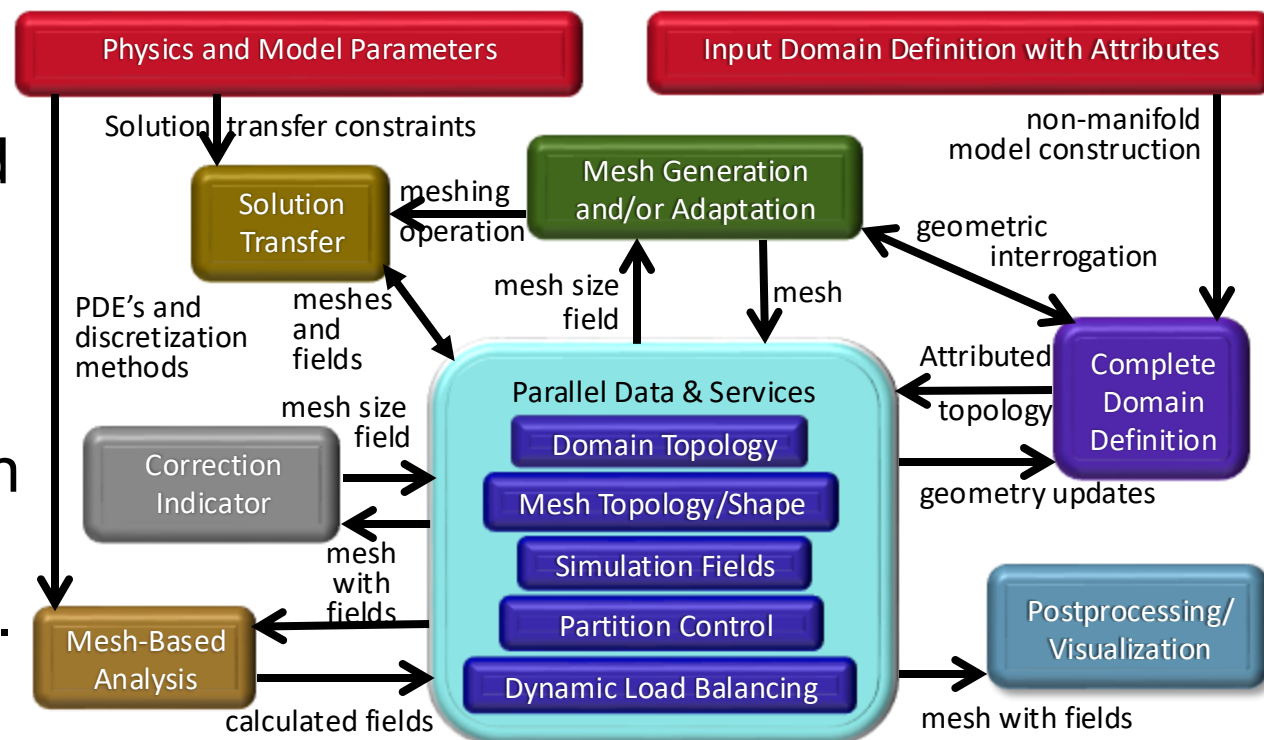 Physics and Model Parameters
Input Domain Definition with Attributes
Solution transfer constraints
non-manifold
model construction
d
Mesh Generation
and/or Adaptation
meshing
operation
Solution
Transfer
geometric
interrogation
mesh size
field
mesh
meshes
and
fields
PDE's and
discretization
methods
Attributed
topology
Complete
Domain
Definition
Parallel Data & Services
Domain Topology
Mesh Topology/Shape
Simulation Fields
Partition Control
Dynamic Load Balancing
mesh size
field
n
Correction
Indicator
geometry updates
mesh
with
fields
.
Mesh-Based
Analysis
Postprocessing/
Visualization
calculated fields
mesh with fields